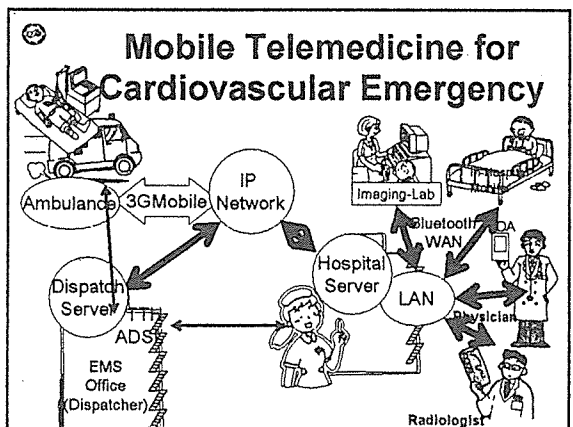 Mobile Telemedicine for
Cardiovascular Emergency
Ambulance
3GMobile
IP
Network
Imaging-Lab
Bluetooth
WAN
Hospital
Server
LAN
Dispatch
Server
ADS
EMS
Office
(Dispatcher)
Physician
Radiologist